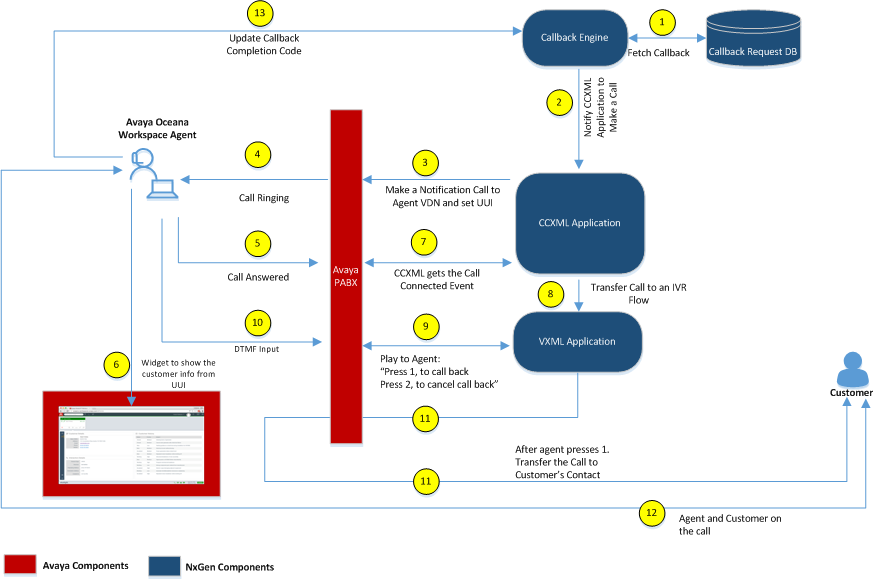 13
Update Callback
Completion Code
Callback Engine
1
Fetch Callback
Callback Request DB
2
Notify CCXML
Application to
Make a Call
Avaya Oceana
Workspace Agent
4
Call Ringing
3
Make a Notification Call to
Agent VDN and set UUI
CCXML Application
5
Call Answered
Avaya
PABX
7
CCXML gets the Call
Connected Event
8
Transfer Call to an IVR
Flow
10
DTMF Input
9
Play to Agent:
“Press 1, to call back
Press 2, to cancel call back”
VXML Application
6
Widget to show the
customer info from
UUI
Customer
11
11
After agent presses 1.
Transfer the Call to
Customer’s Contact
12
Agent and Customer on
the call
Avaya Components
NxGen Components